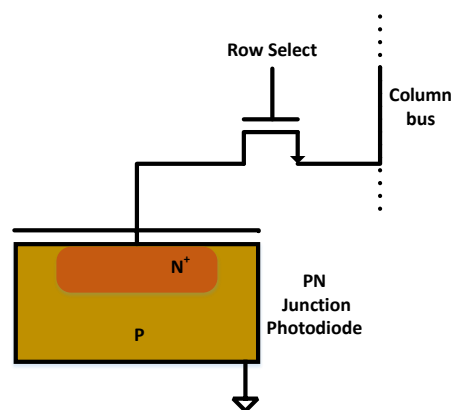 Row Select
Column
bus
N+
PN
Junction
Photodiode
P